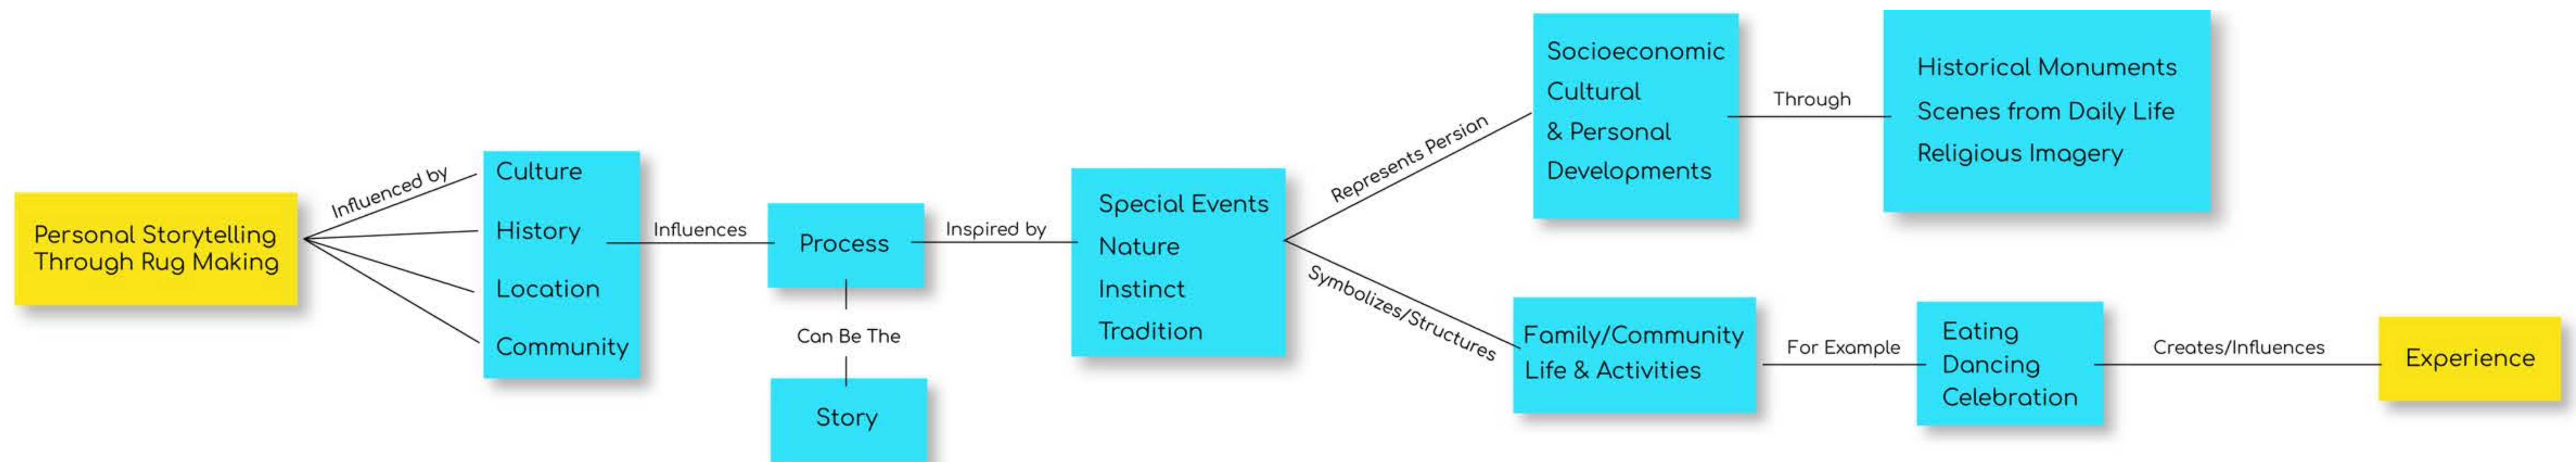 Personal Storytelling
Through Rug Making
Influenced by
Culture
History
Location
Community
Influences
Process
Can Be The
Story
Inspired by
Special Events
Nature
Instinct
Tradition
Represents Persian
Socioeconomic
Cultural
& Personal
Developments
Through
Historical Monuments
Scenes from Daily Life
Religious Imagery
Symbolizes/Structures
Family/Community
Life & Activities
For Example
Eating
Dancing
Celebration
Creates/Influences
Experience